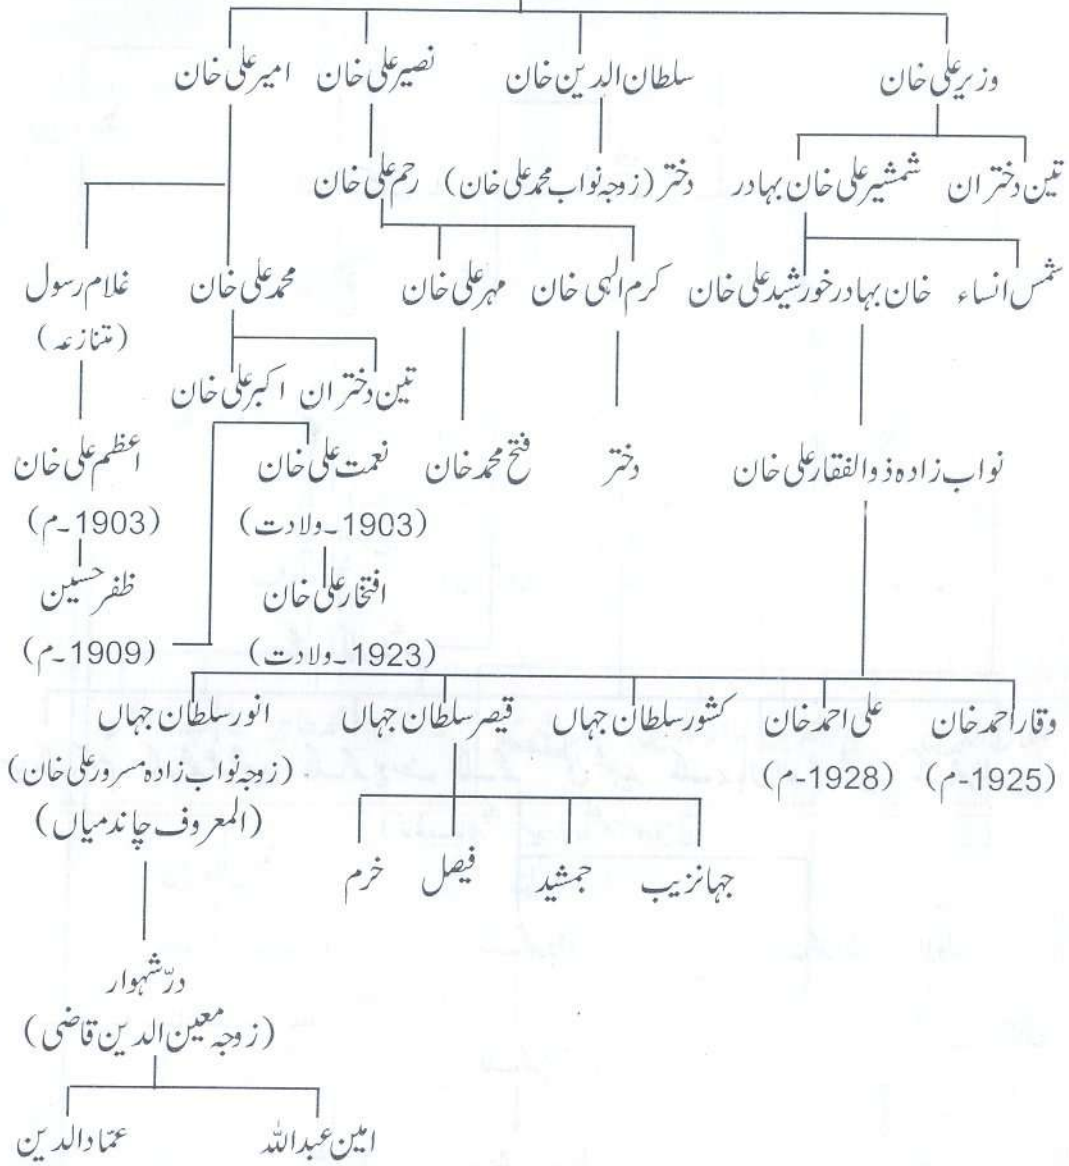 وزیر علی خان سلطان الدین خان نصیر علی خان امیر علی خان
تین دختران شمشیر علی خان بہادر دختر (زوجہ نواب محمد علی خان) رحم علی خان
شمس انساء خان بہادر خورشید علی خان کرم الہی خان مہر علی خان محمد علی خان غلام رسول
(متنازعہ)
تین دختران اکبر علی خان
نواب زادہ ذوالفقار علی خان دختر فتح محمد خان نعمت علی خان اعظم علی خان
(1903۔ولادت) (1903۔م)
افتخار علی خان ظفر حسین
(1923۔ولادت) (1909۔م)
وقار احمد خان علی احمد خان کشور سلطان جہاں قیصر سلطان جہاں انور سلطان جہاں
(1925-م) (1928-م) (زوجہ نواب زادہ مسرور علی خان)
(المعروف چاند میاں)
جہانزیب جمشید فیصل خرم
درّ شہوار
(زوجہ معین الدین قاضی)
امین عبداللہ عمّاد الدین